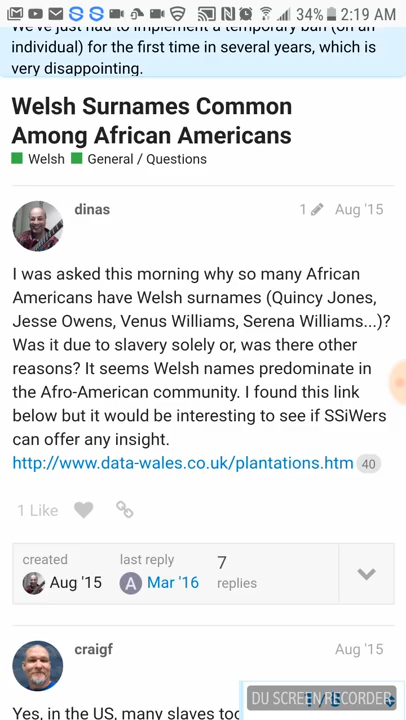 34% 2:19 AM
We've just had to implement a temporary ban (on an
individual) for the first time in several years, which is
very disappointing.
Welsh Surnames Common
Among African Americans
Welsh General / Questions
dinas 1 Aug '15
I was asked this morning why so many African
Americans have Welsh surnames (Quincy Jones,
Jesse Owens, Venus Williams, Serena Williams...)?
Was it due to slavery solely or, was there other
reasons? It seems Welsh names predominate in
the Afro-American community. I found this link
below but it would be interesting to see if SSiWers
can offer any insight.
http://www.data-wales.co.uk/plantations.htm 40
1 Like
created last reply 7
Aug '15 A Mar '16 replies
craigf Aug '15
DU SCREEN RECORDER
Yes, in the US, many slaves too